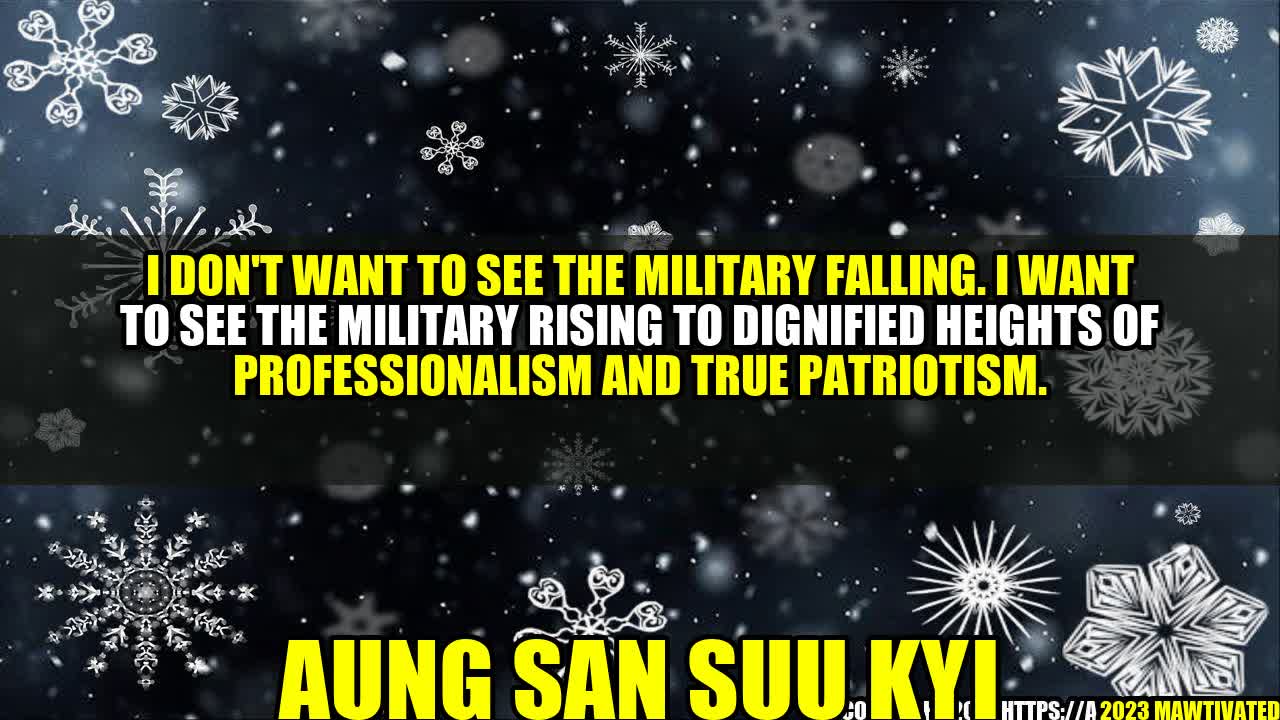 I DON'T WANT TO SEE THE MILITARY FALLING. I WANT
TO SEE THE MILITARY RISING TO DIGNIFIED HEIGHTS OF
PROFESSIONALISM AND TRUE PATRIOTISM.
AUNG SAN SUU KYI
HTTPS://A 2023 MAWTIVATED